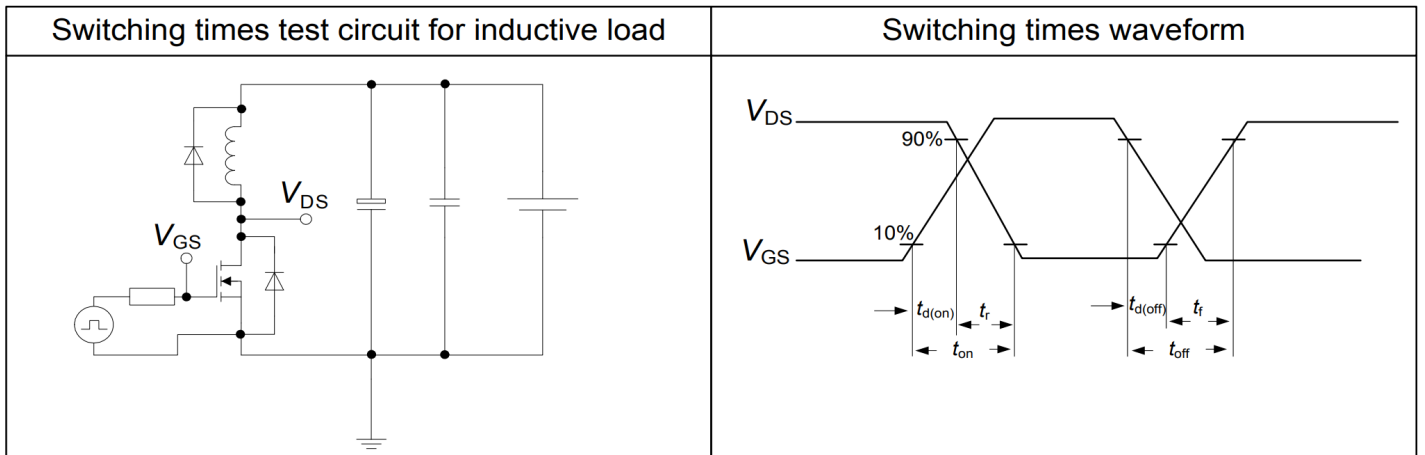 Switching times test circuit for inductive load
Switching times waveform
VDS
VGS
VDS
90%
10%
VGS
td(on)
tr
td(off)
tf
ton
toff